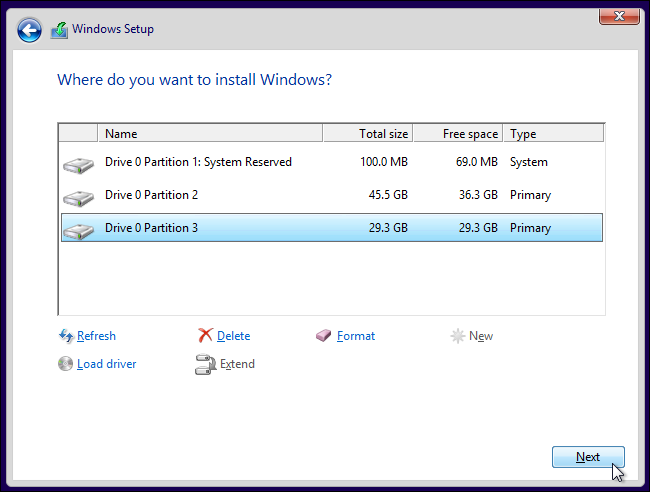 Windows Setup
Where do you want to install Windows?
Name Total size Free space Type
Drive 0 Partition 1: System Reserved 100.0 MB 69.0 MB System
Drive 0 Partition 2 45.5 GB 36.3 GB Primary
Drive 0 Partition 3 29.3 GB 29.3 GB Primary
Refresh Delete Format New
Load driver Extend
Next